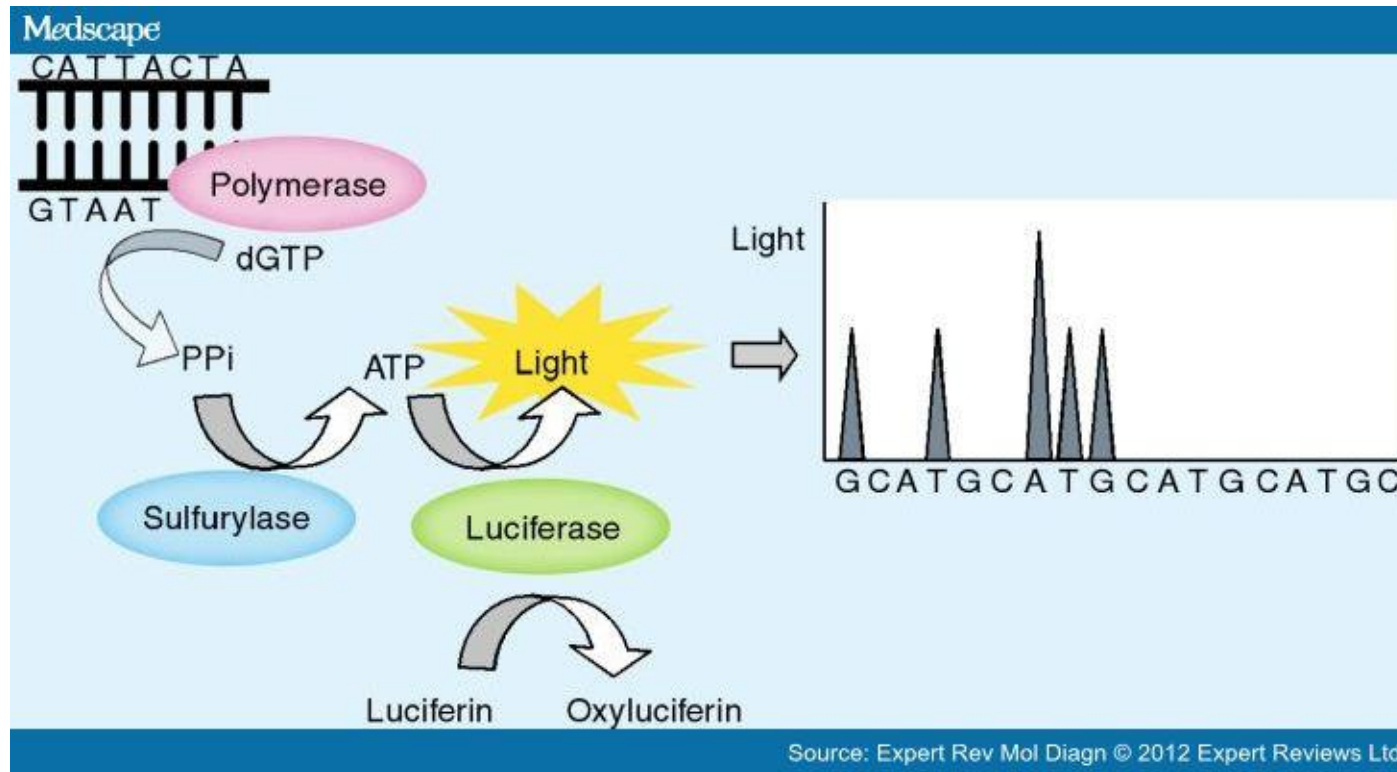 Medscape
CATTACTA
Polymerase
GTAAT
dGTP
PPi
ATP
Light
Sulfurylase
Luciferase
Luciferin
Oxyluciferin
Light
GCATGCATGCATGCATGC
Source: Expert Rev Mol Diagn © 2012 Expert Reviews Ltd